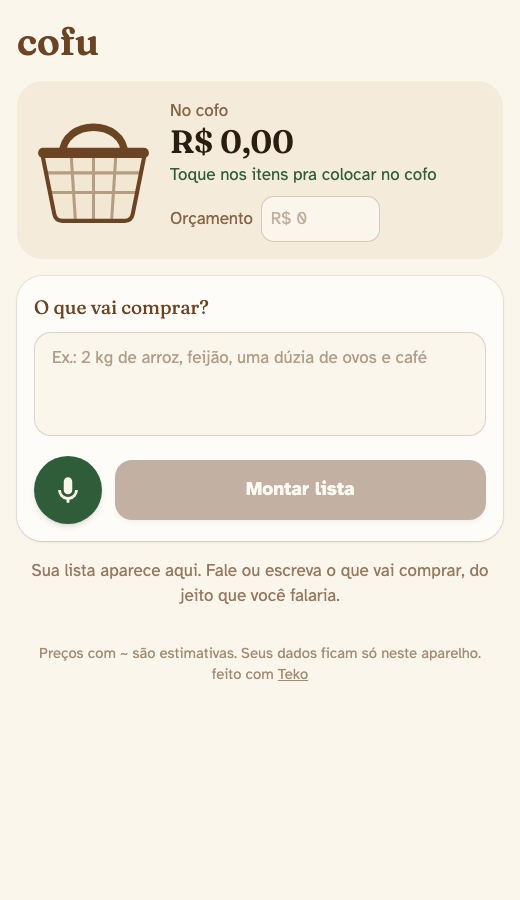 cofu
No cofo
R$ 0,00
Toque nos itens pra colocar no cofo
Orçamento
R$ 0
O que vai comprar?
Ex.: 2 kg de arroz, feijão, uma dúzia de ovos e café
Montar lista
Sua lista aparece aqui. Fale ou escreva o que vai comprar, do
jeito que você falaria.
Preços com ~ são estimativas. Seus dados ficam só neste aparelho.
feito com Teko